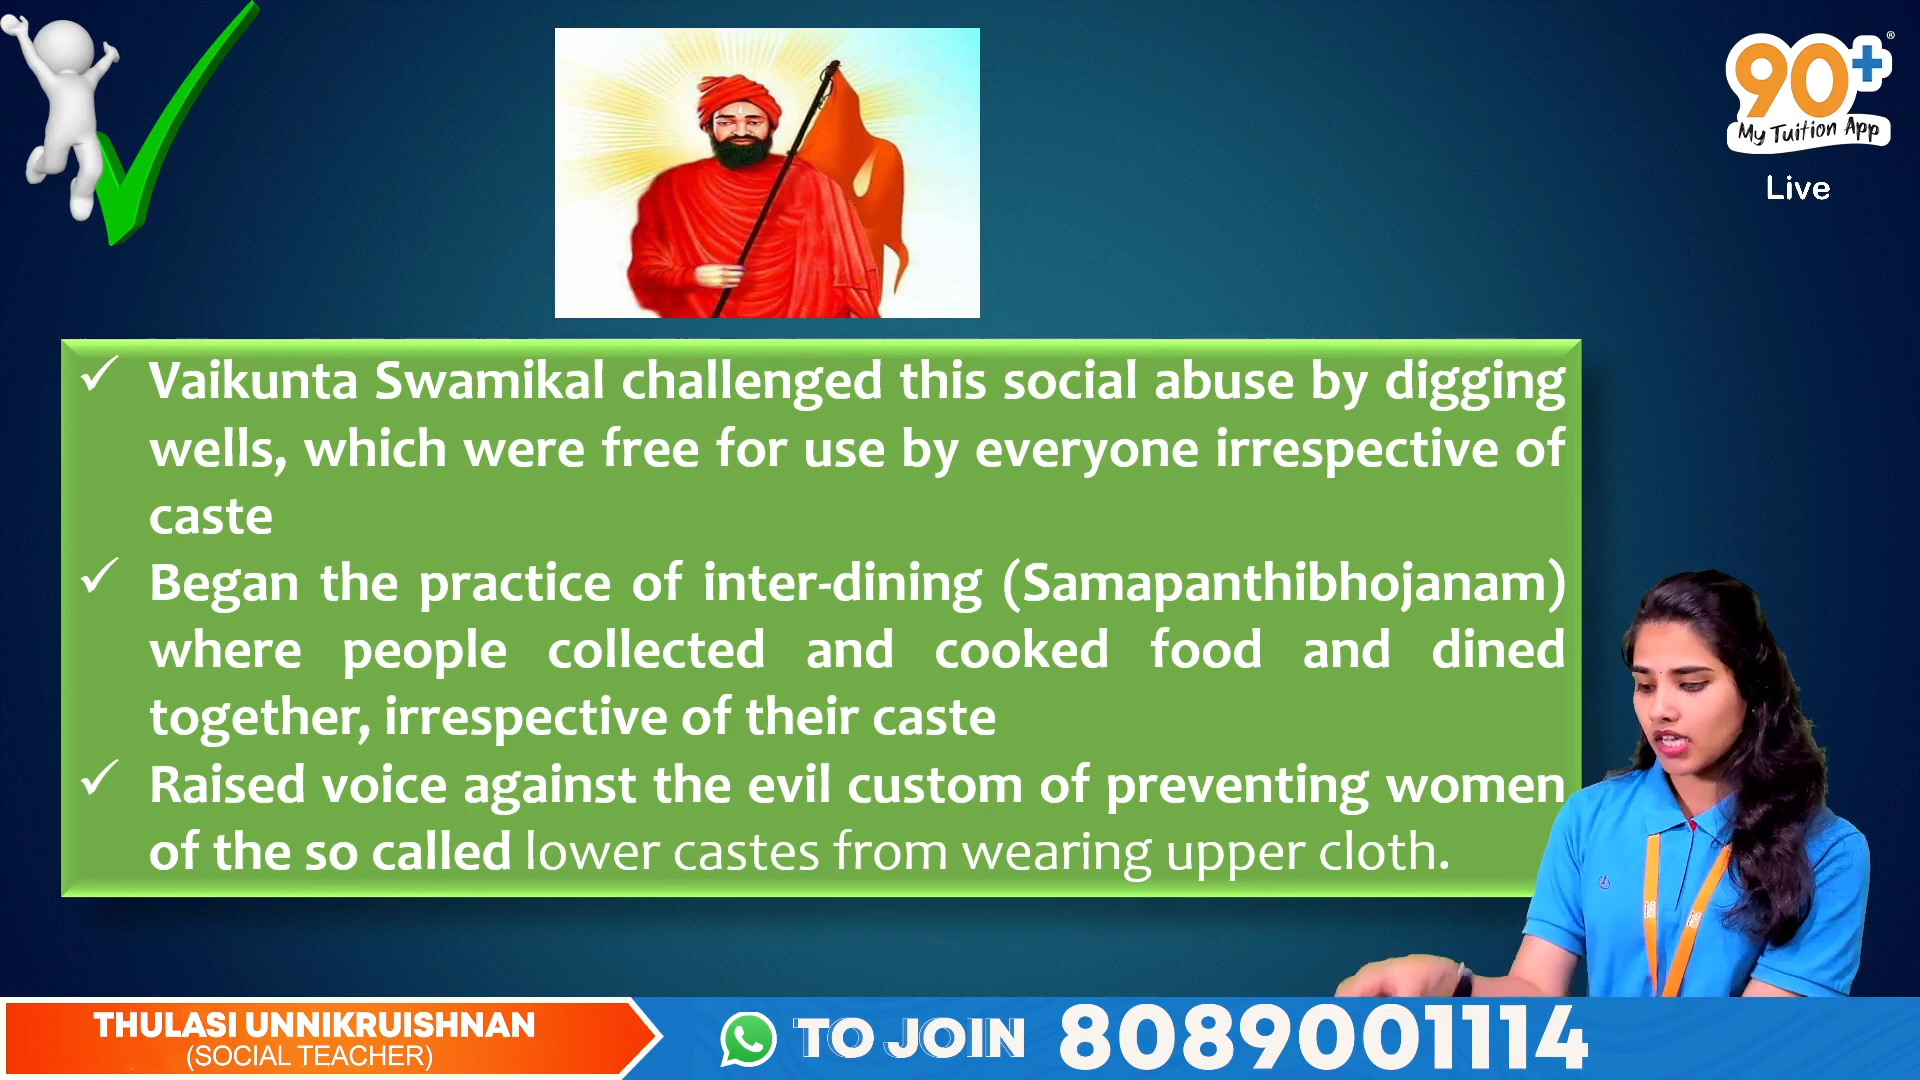 90+
®
My Tuition App
Live
Vaikunta Swamikal challenged this social abuse by digging
wells, which were free for use by everyone irrespective of
caste
Began the practice of inter-dining (Samapanthibhojanam)
where people collected and cooked food and dined
together, irrespective of their caste
Raised voice against the evil custom of preventing women
of the so called lower castes from wearing upper cloth.
THULASI UNNIKRUISHNAN
(SOCIAL TEACHER)
TO JOIN 8089001114